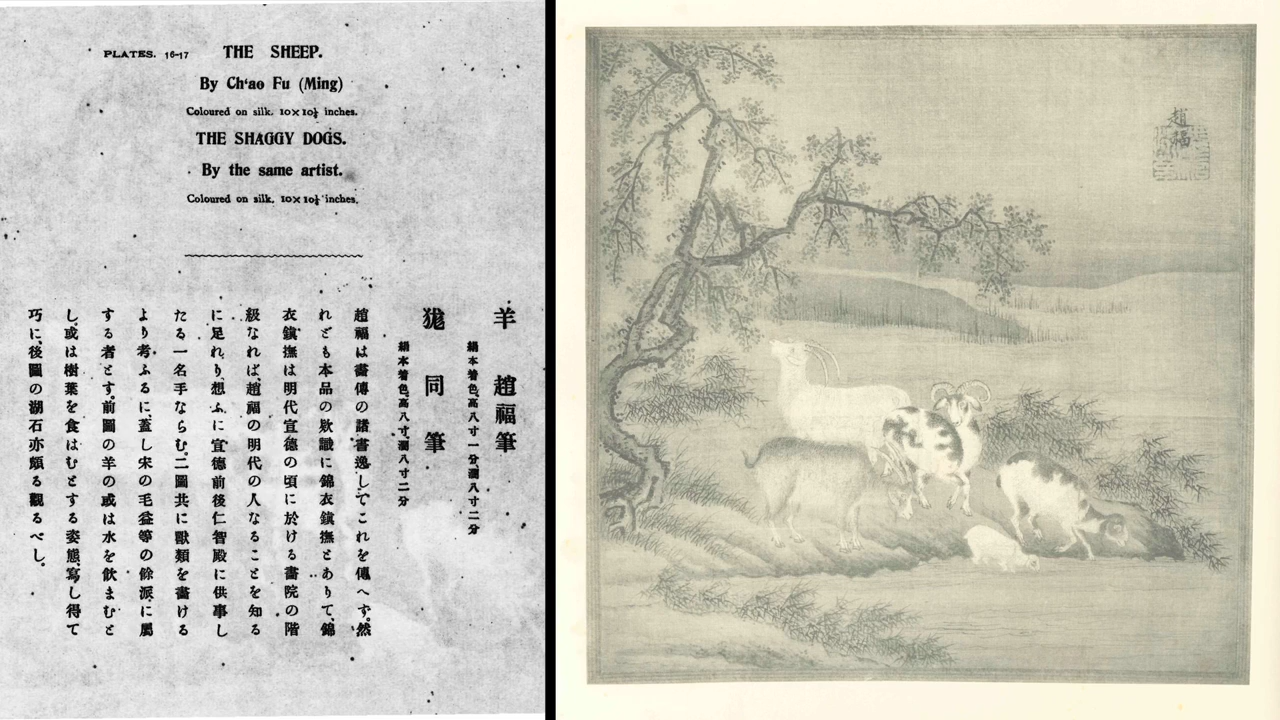 PLATES. 16-17 THE SHEEP.
By Ch'ao Fu (Ming)
Coloured on silk. 10×10½ inches.
THE SHAGGY DOGS.
By the same artist.
Coloured on silk. 10×10½ inches.
羊 趙福筆
絹本着色、高八寸一分濶八寸二分
狵 同筆
絹本着色、高八寸濶八寸二分
趙福は畫傳の諸書逸してこれを傳へず。然
れども本品の欵識に錦衣鎭撫とありて、錦
衣鎭撫は明代宣德の頃に於ける畫院の階
級なれば、趙福の明代の人なることを知る
に足れり、想ふに宣德前後仁智殿に供事し
たる一名手ならむ。二圖共に獸類を畫ける
より考ふるに、蓋し宋の毛益等の餘派に屬
する者とす。前圖の羊の或は水を飮まむと
し、或は樹葉を食はむとする姿態、寫し得て
巧に、後圖の湖石亦頗る觀るべし。
趙福